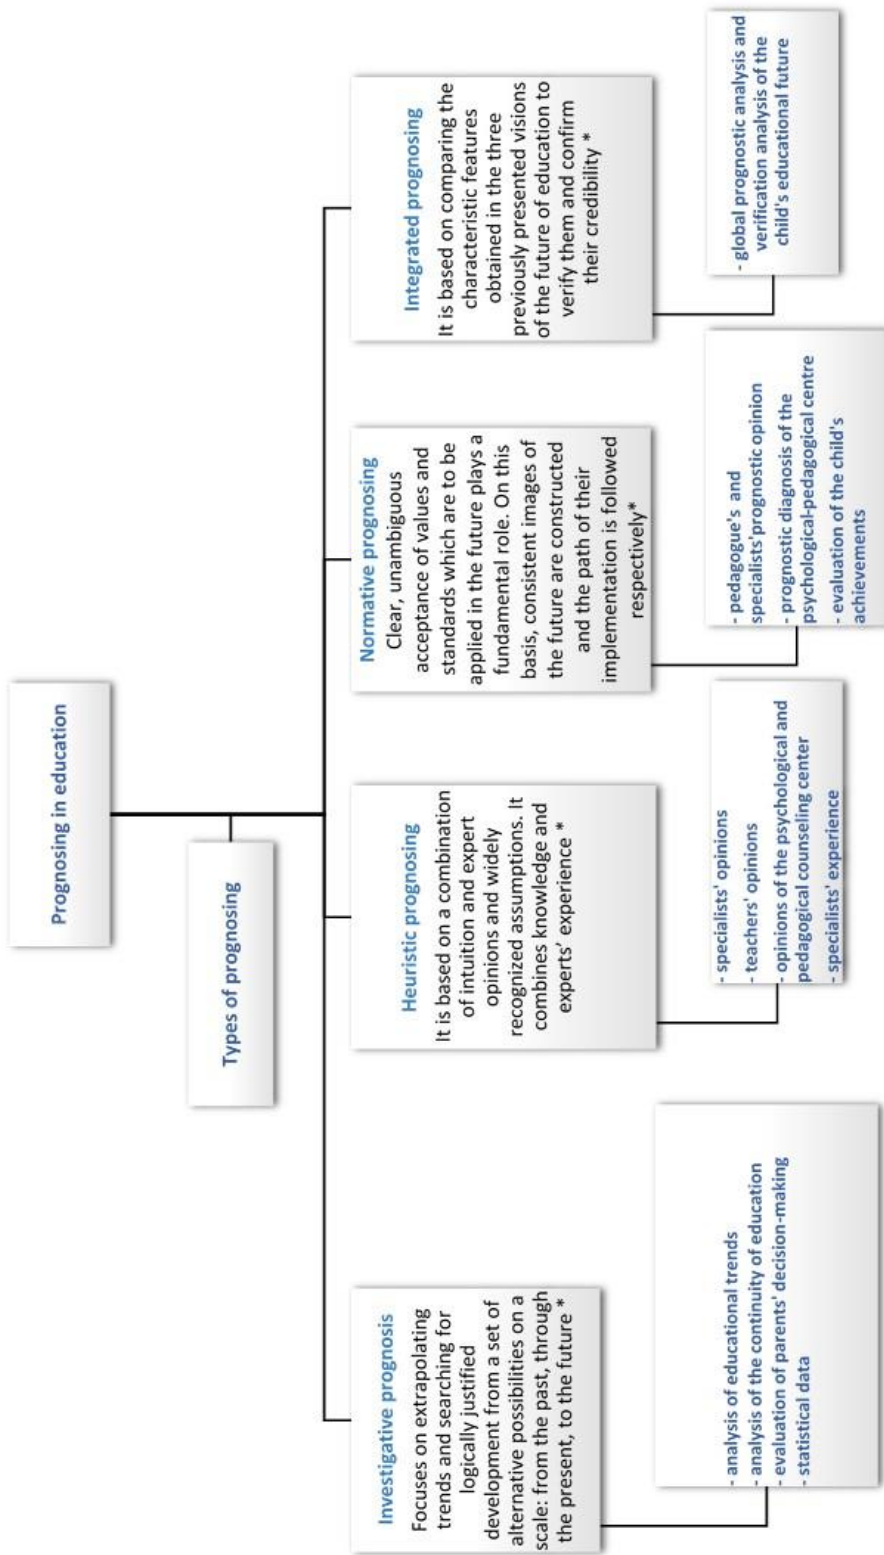 Prognosing in education
Types of prognosing
Investigative prognosis
Focuses on extrapolating
trends and searching for
logically justified
development from a set of
alternative possibilities on a
scale: from the past, through
the present, to the future *
- analysis of educational trends
- analysis of the continuity of education
- evaluation of parents' decision-making
- statistical data
Heuristic prognosing
It is based on a combination
of intuition and expert
opinions and widely
recognized assumptions. It
combines knowledge and
experts' experience *
- specialists' opinions
- teachers' opinions
- opinions of the psychological and
pedagogical counseling center
- specialists' experience
Normative prognosing
Clear, unambiguous
acceptance of values and
standards which are to be
applied in the future plays a
fundamental role. On this
basis, consistent images of
the future are constructed
and the path of their
implementation is followed
respectively*
- pedagogue's and
specialists'prognostic opinion
- prognostic diagnosis of the
psychological-pedagogical centre
- evaluation of the child's
achievements
Integrated prognosing
It is based on comparing the
characteristic features
obtained in the three
previously presented visions
of the future of education to
verify them and confirm
their credibility *
- global prognostic analysis and
verification analysis of the
child's educational future